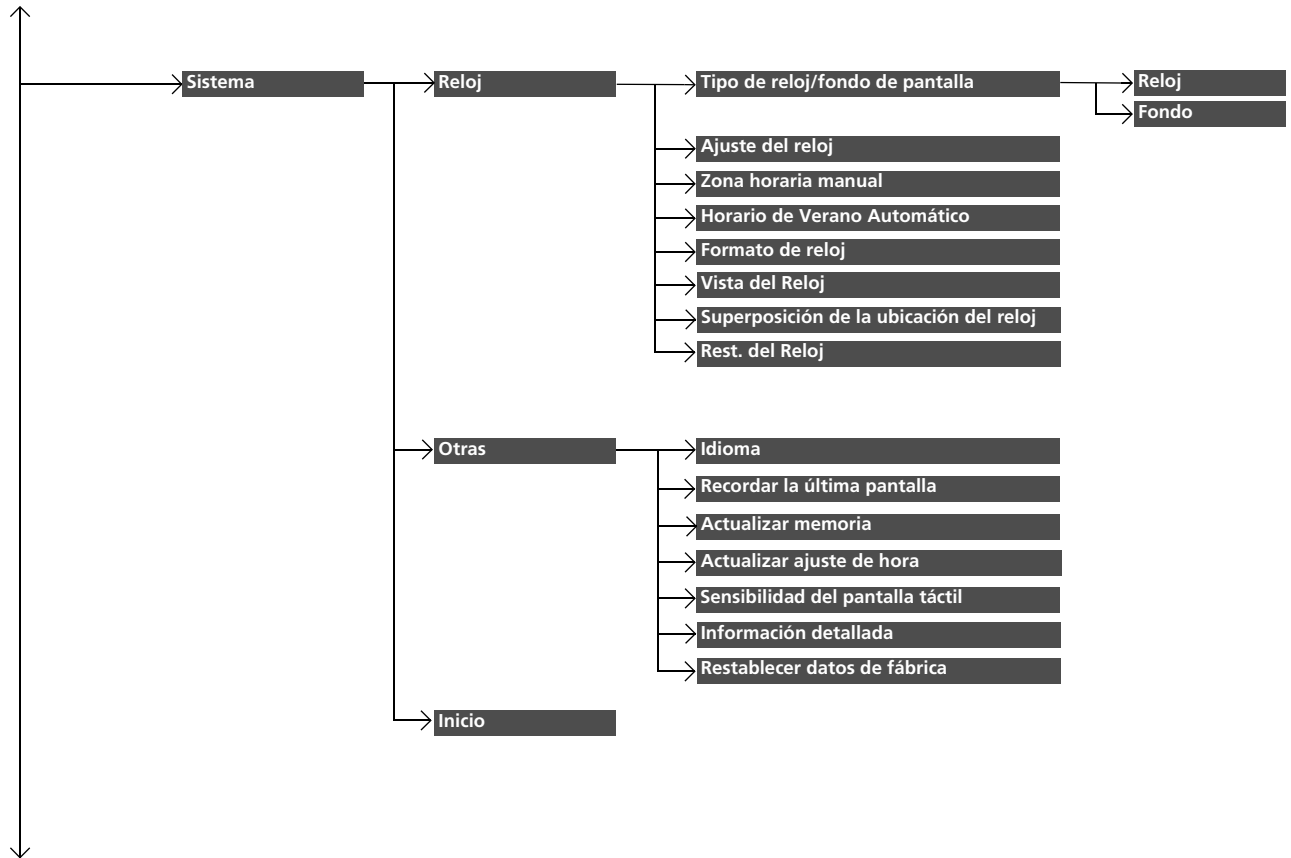 Sistema
Reloj
Tipo de reloj/fondo de pantalla
Reloj
Fondo
Ajuste del reloj
Zona horaria manual
Horario de Verano Automático
Formato de reloj
Vista del Reloj
Superposición de la ubicación del reloj
Rest. del Reloj
Otras
Idioma
Recordar la última pantalla
Actualizar memoria
Actualizar ajuste de hora
Sensibilidad del pantalla táctil
Información detallada
Restablecer datos de fábrica
Inicio